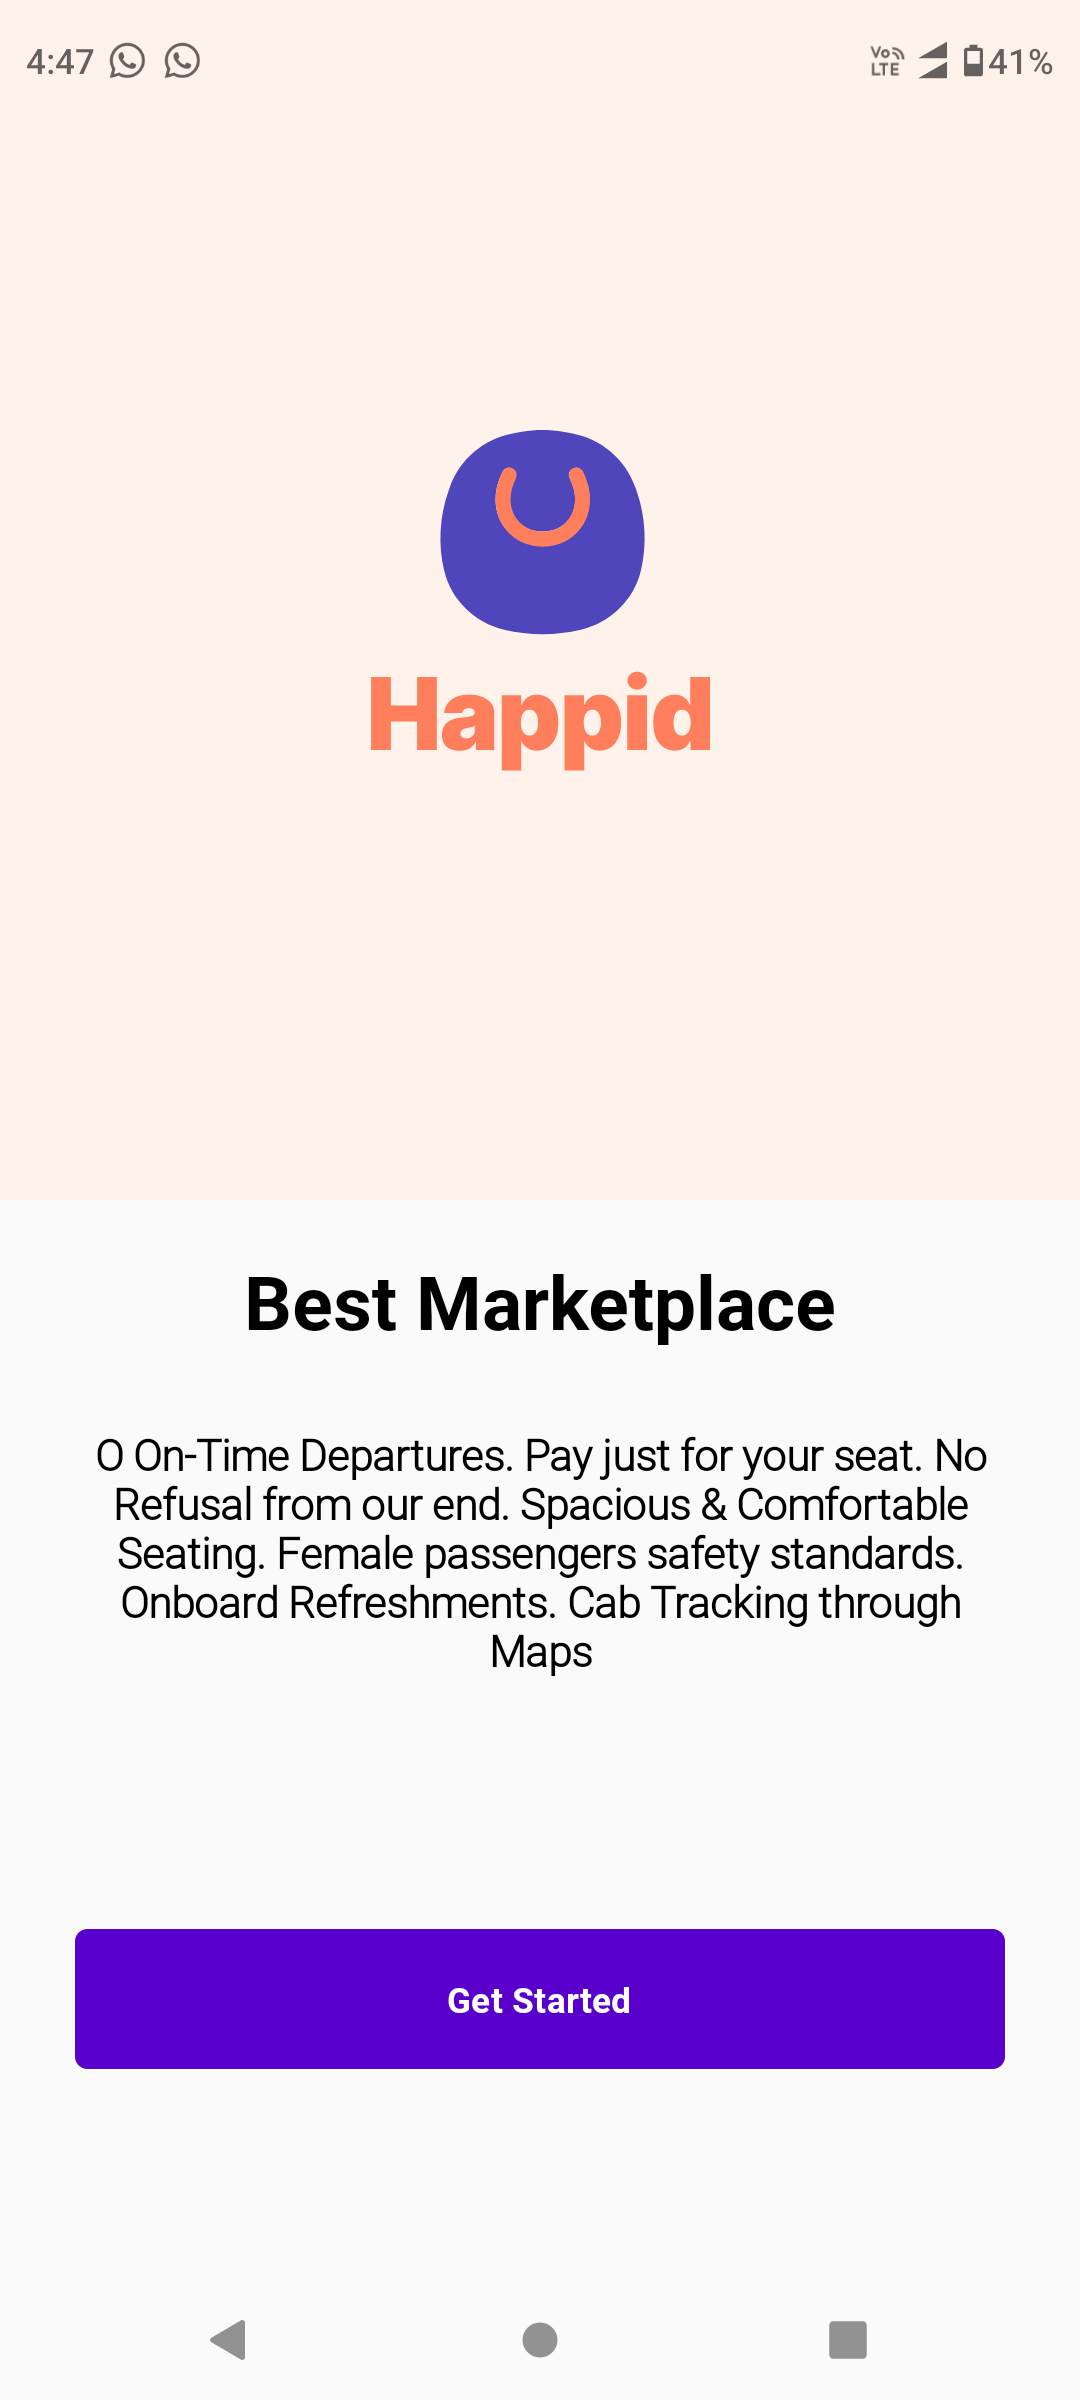 4:47
Vo LTE 41%
Happid
Best Marketplace
O On-Time Departures. Pay just for your seat. No
Refusal from our end. Spacious & Comfortable
Seating. Female passengers safety standards.
Onboard Refreshments. Cab Tracking through
Maps
Get Started